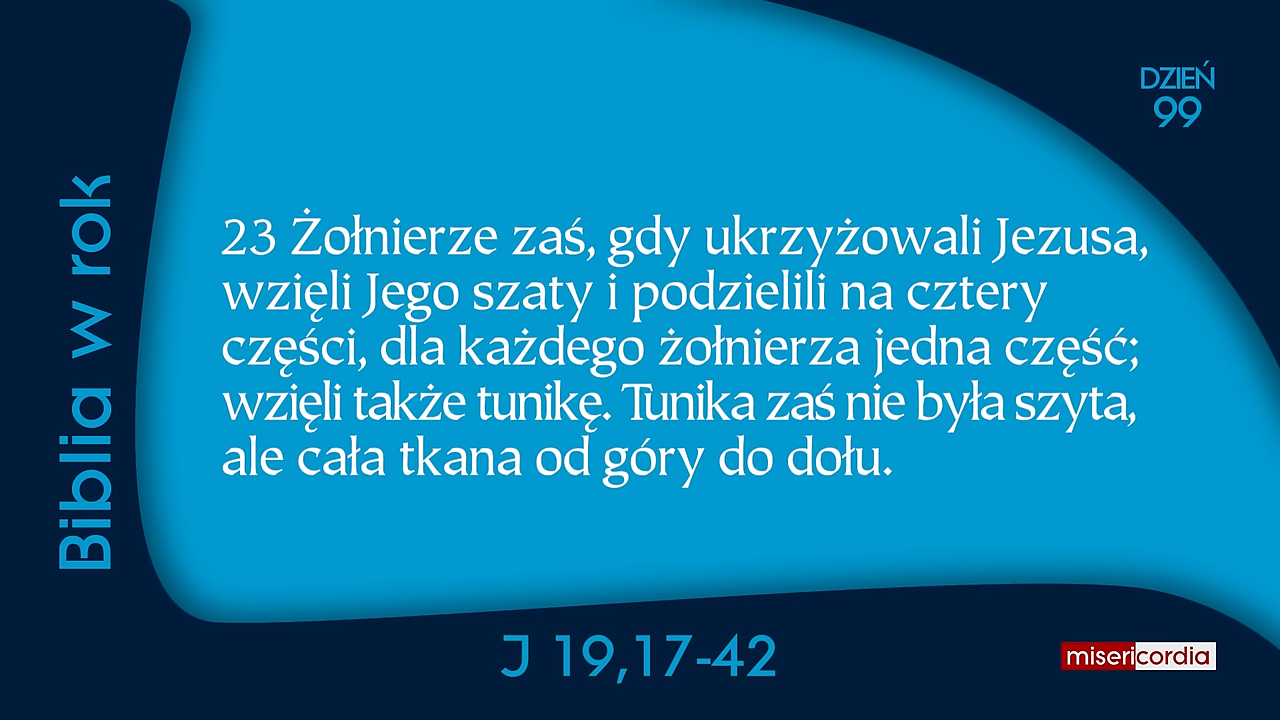 DZIEŃ
99
Biblia w rok
23 Żołnierze zaś, gdy ukrzyżowali Jezusa,
wzięli Jego szaty i podzielili na cztery
części, dla każdego żołnierza jedna część;
wzięli także tunikę. Tunika zaś nie była szyta,
ale cała tkana od góry do dołu.
J 19,17-42
misericordia